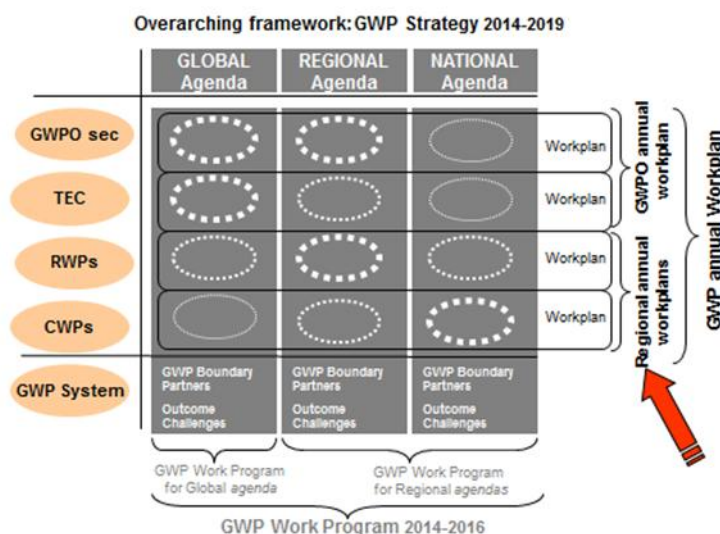 Overarching framework: GWP Strategy 2014-2019
GLOBAL
Agenda
REGIONAL
Agenda
NATIONAL
Agenda
GWPO sec
Workplan
TEC
Workplan
RWPs
Workplan
CWPs
Workplan
GWPO annual
workplan
Regional annual
workplans
GWP annual Workplan
GWP System
GWP Boundary
Partners
Outcome
Challenges
GWP Boundary
Partners
Outcome
Challenges
GWP Boundary
Partners
Outcome
Challenges
GWP Work Program
for Global agenda
GWP Work Program
for Regional agendas
GWP Work Program 2014-2016